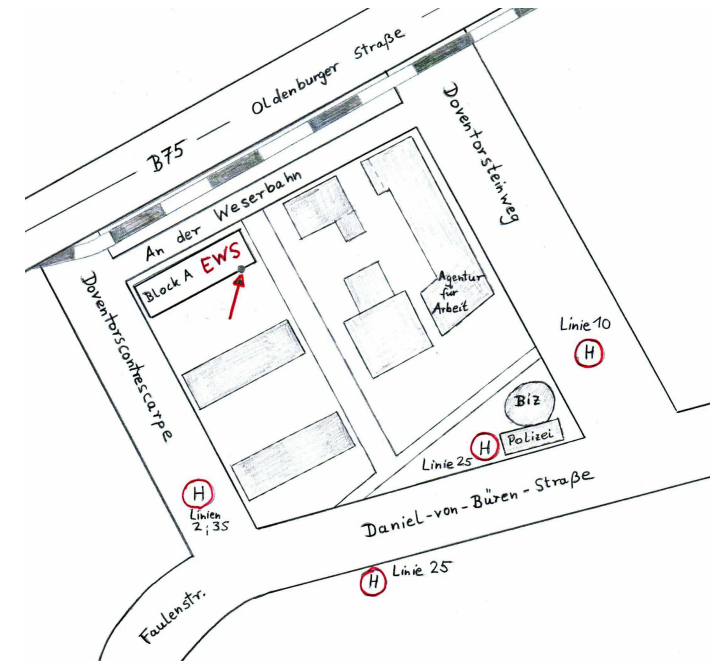 B75 Oldenburger Straße
An der Weserbahn
Doventorsteinweg
Block A EWS
Doventorscontrescarpe
Agentur
für
Arbeit
Linie 10
H
Biz
Polizei
H
Linie 25
H
Linien
2 ; 35
Daniel-von-Büren-Straße
H Linie 25
Faulenstr.